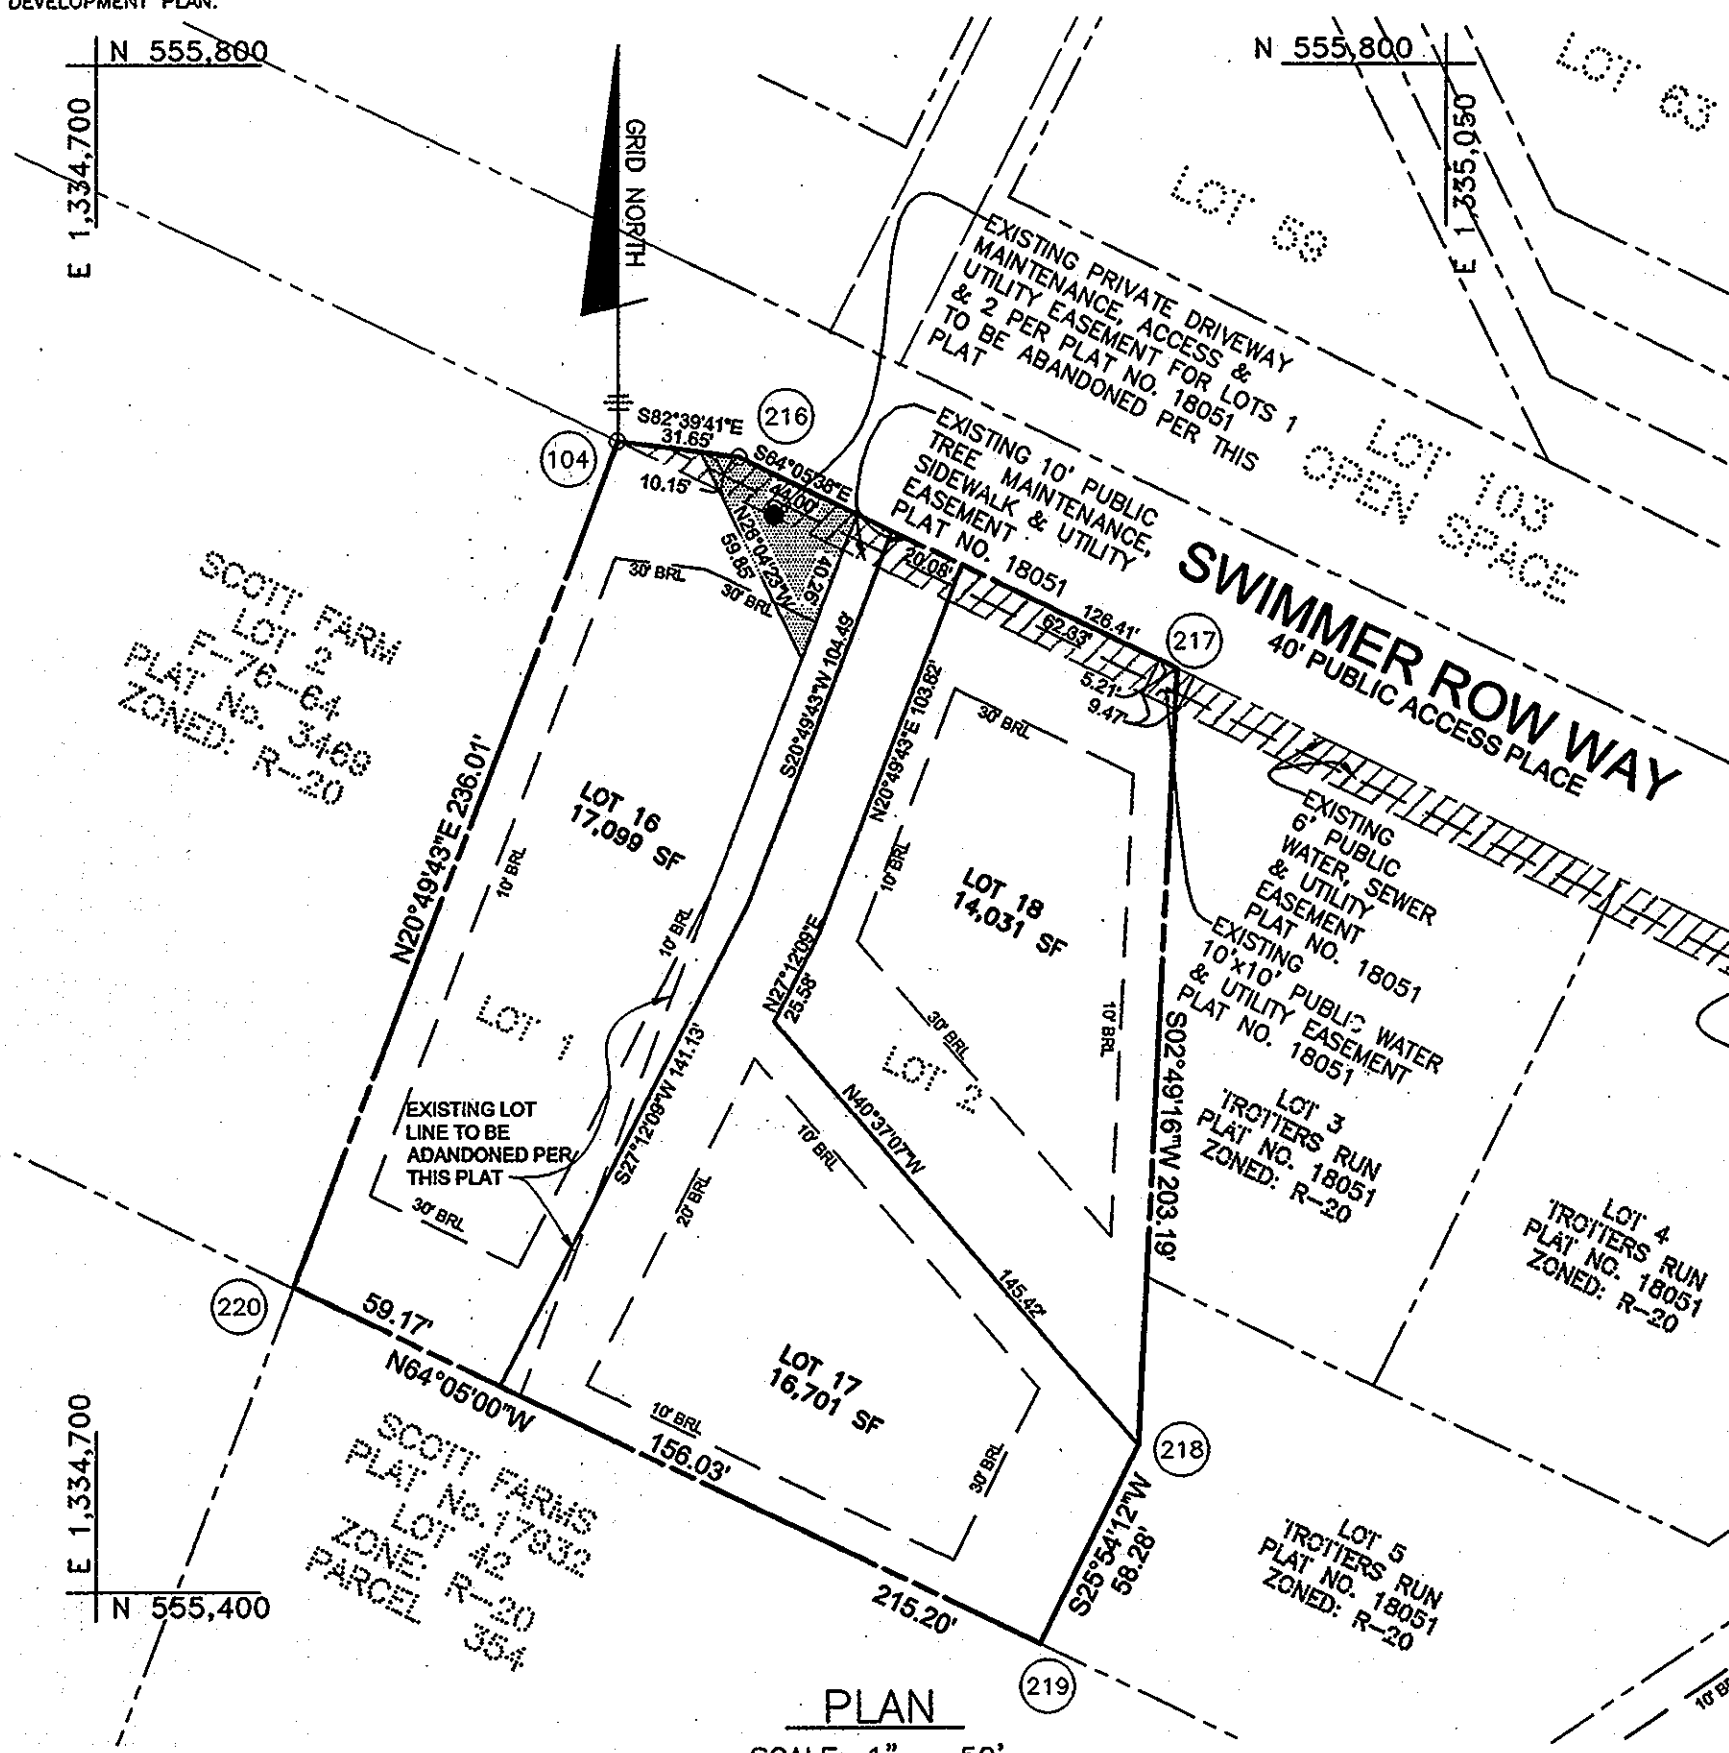 DEVELOPMENT PLAN.
N 555,800
E 1,334,700
GRID NORTH
N 555,800
E 1,335,050
LOT 63
LOT 59
EXISTING PRIVATE DRIVEWAY
MAINTENANCE, ACCESS &
UTILITY EASEMENT FOR LOTS 1
& 2 PER PLAT NO. 18051
TO BE ABANDONED PER THIS
PLAT
LOT 103
OPEN SPACE
EXISTING 10' PUBLIC
TREE MAINTENANCE,
SIDEWALK & UTILITY
EASEMENT
PLAT NO. 18051
SWIMMER ROW WAY
40' PUBLIC ACCESS PLACE
104
S82°39'41"E
31.65'
216
S64°05'38"E
44.00'
10.15'
N26°04'23"W
59.85'
40.26
20.08'
126.41'
62.33'
217
5.21'
9.47'
30' BRL
30' BRL
30' BRL
SCOTT FARM
LOT 2
F-76-64
PLAT No. 3469
ZONED: R-20
N20°49'43"E 236.01'
LOT 16
17,099 SF
10' BRL
10' BRL
S20°49'43"W 104.49'
N20°49'43"E 103.82'
10' BRL
LOT 18
14,031 SF
N27°12'09"E
25.58'
LOT 1
LOT 2
30' BRL
10' BRL
S02°49'16"W 203.19'
EXISTING
6' PUBLIC
WATER, SEWER
& UTILITY
EASEMENT
PLAT NO. 18051
EXISTING
10'x10' PUBLIC WATER
& UTILITY EASEMENT
PLAT NO. 18051
LOT 3
TROTTERS RUN
PLAT NO. 18051
ZONED: R-20
LOT 4
TROTTERS RUN
PLAT NO. 18051
ZONED: R-20
EXISTING LOT
LINE TO BE
ADANDONED PER
THIS PLAT
S27°12'09"W 141.13'
N40°37'07"W
145.42'
10' BRL
20' BRL
30' BRL
220
59.17'
N64°05'00"W
LOT 17
16,701 SF
10' BRL
156.03'
30' BRL
218
S25°54'12"W
58.28'
215.20'
219
SCOTT FARMS
PLAT No. 17932
LOT 42
ZONE. R-20
PARCEL 354
E 1,334,700
N 555,400
LOT 5
TROTTERS RUN
PLAT NO. 18051
ZONED: R-20
PLAN
SCALE: 1" 50'